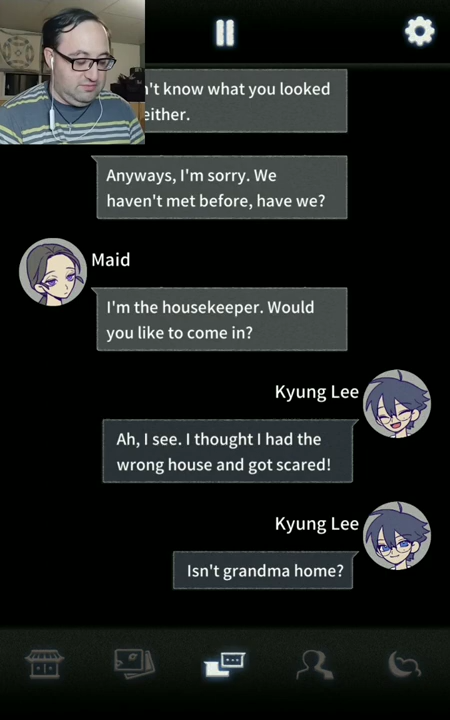 n't know what you looked
either.
Anyways, I'm sorry. We
haven't met before, have we?
Maid
I'm the housekeeper. Would
you like to come in?
Kyung Lee
Ah, I see. I thought I had the
wrong house and got scared!
Kyung Lee
Isn't grandma home?